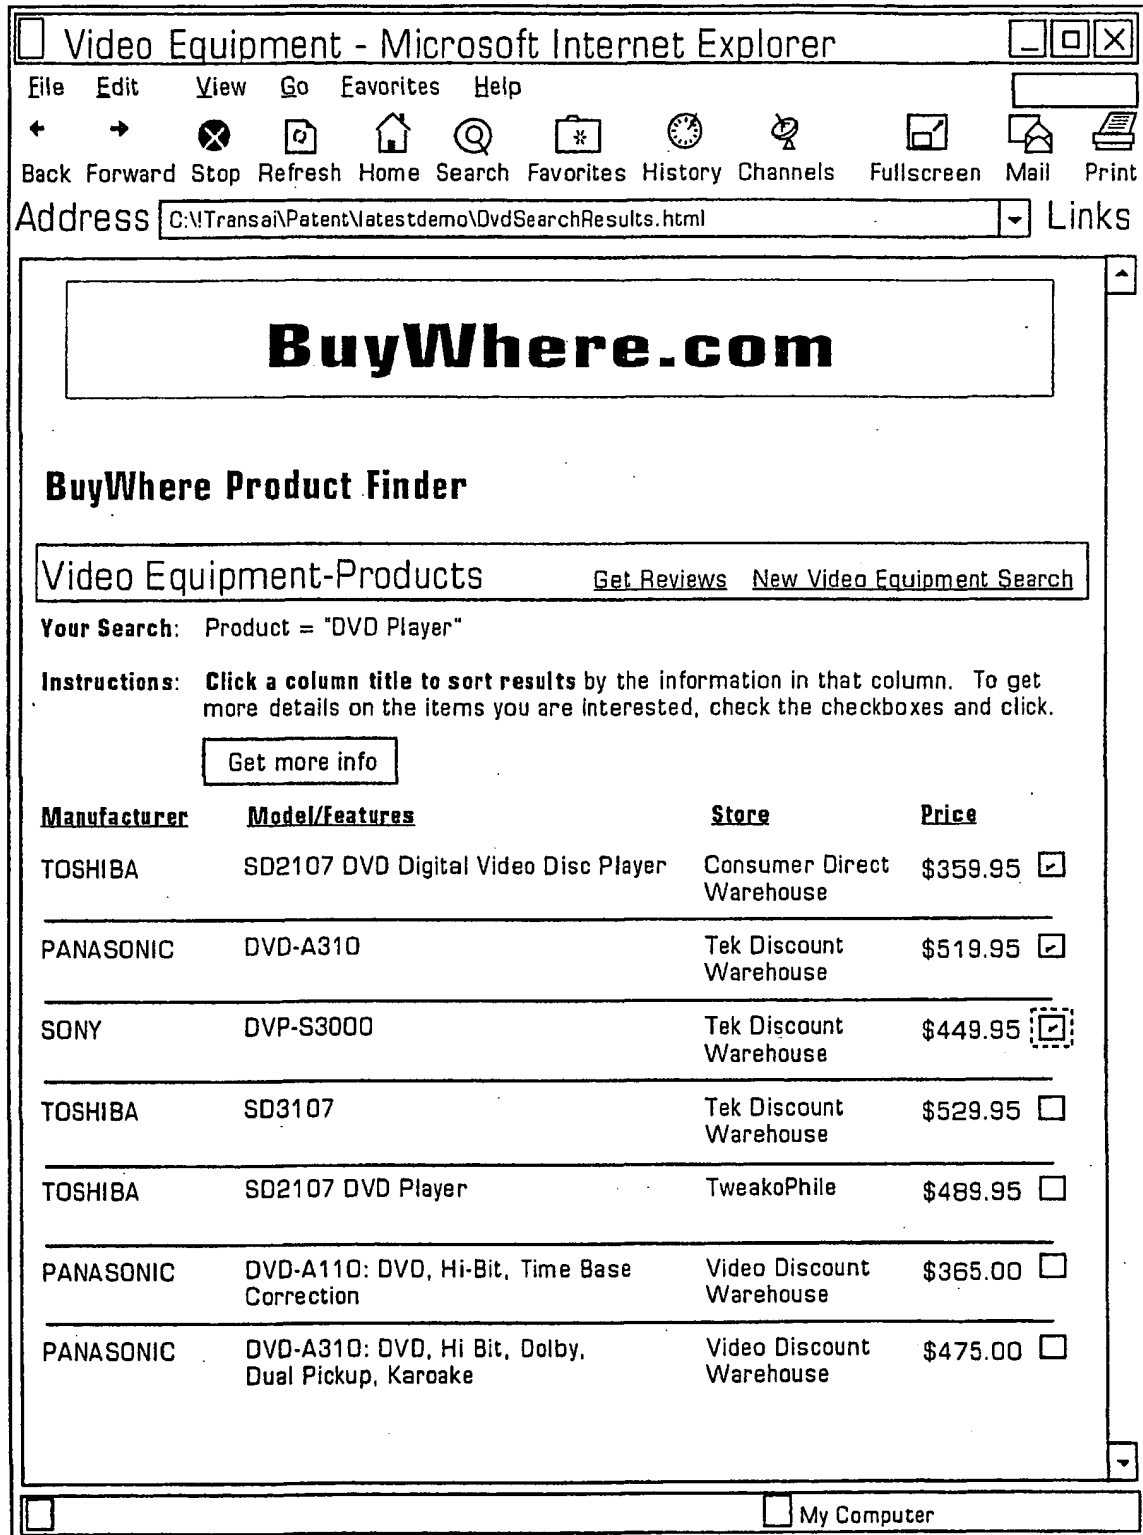 Video Equipment - Microsoft Internet Explorer
File Edit View Go Favorites Help
Back Forward Stop Refresh Home Search Favorites History Channels Fullscreen Mail Print
Address C:\!Transai\Patent\latestdemo\DvdSearchResults.html Links
BuyWhere.com
BuyWhere Product Finder
Video Equipment-Products Get Reviews New Video Equipment Search
Your Search: Product = "DVD Player"
Instructions: Click a column title to sort results by the information in that column. To get
more details on the items you are interested, check the checkboxes and click.
Get more info
Manufacturer Model/Features Store Price
TOSHIBA SD2107 DVD Digital Video Disc Player Consumer Direct $359.95
Warehouse
PANASONIC DVD-A310 Tek Discount $519.95
Warehouse
SONY DVP-S3000 Tek Discount $449.95
Warehouse
TOSHIBA SD3107 Tek Discount $529.95
Warehouse
TOSHIBA SD2107 DVD Player TweakoPhile $489.95
PANASONIC DVD-A110: DVD, Hi-Bit, Time Base Video Discount $365.00
Correction Warehouse
PANASONIC DVD-A310: DVD, Hi Bit, Dolby, Video Discount $475.00
Dual Pickup, Karoake Warehouse
My Computer